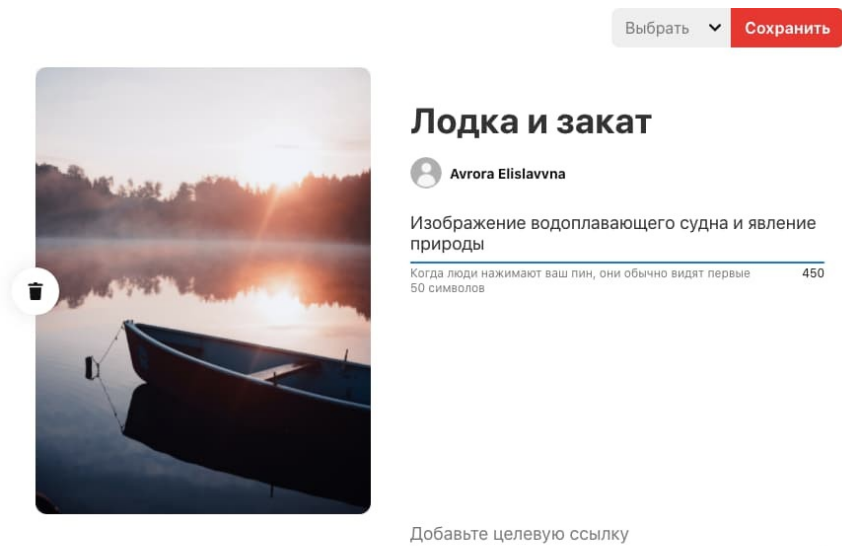 Выбрать
Сохранить
Лодка и закат
Avrora Elislavvna
Изображение водоплавающего судна и явление
природы
Когда люди нажимают ваш пин, они обычно видят первые
50 символов
450
Добавьте целевую ссылку